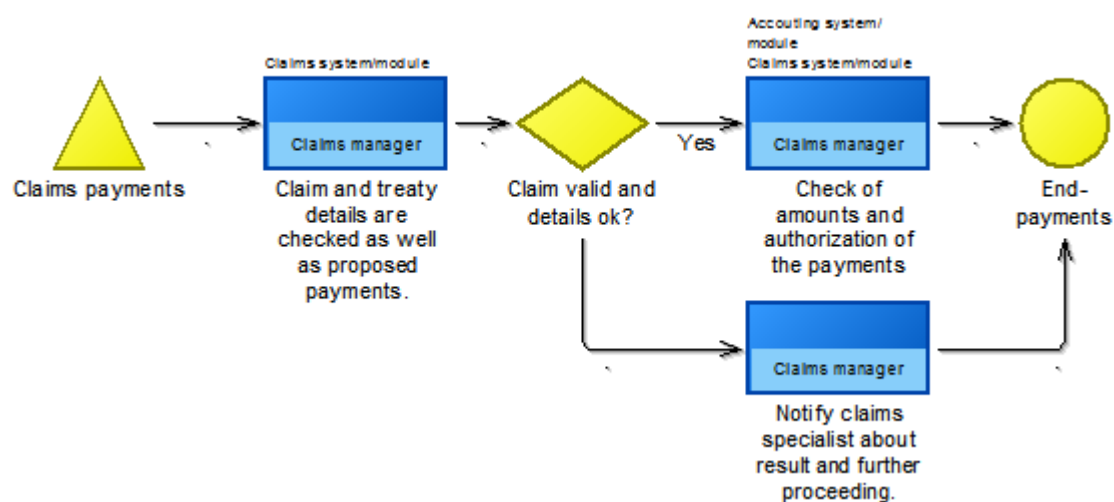 Claims payments
Claims system/module
Claims manager
Claim and treaty
details are
checked as well
as proposed
payments.
Claim valid and
details ok?
Yes
Accouting system/
module
Claims system/module
Claims manager
Check of
amounts and
authorization of
the payments
End-
payments
Claims manager
Notify claims
specialist about
result and further
proceeding.